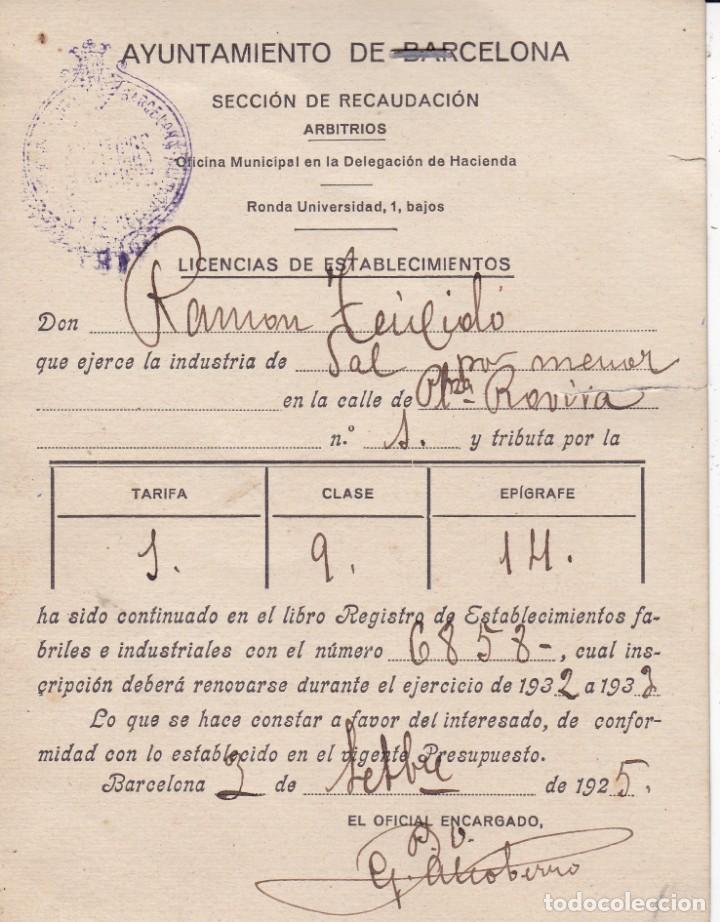 AYUNTAMIENTO DE BARCELONA
SECCIÓN DE RECAUDACIÓN
ARBITRIOS
Oficina Municipal en la Delegación de Hacienda
Ronda Universidad, 1, bajos
LICENCIAS DE ESTABLECIMIENTOS
Don Ramon
que ejerce la industria de Sal por menor
en la calle de Plza Rovira
n.º 1. y tributa por la
TARIFA CLASE EPÍGRAFE
1. 9. 14.
ha sido continuado en el libro Registro de Establecimientos fa-
briles e industriales con el número 6858-, cual ins-
cripción deberá renovarse durante el ejercicio de 1932 a 1933
Lo que se hace constar a favor del interesado, de confor-
midad con lo establecido en el vigente Presupuesto.
Barcelona 2 de Setbre de 1925.
EL OFICIAL ENCARGADO,
todocoleccion